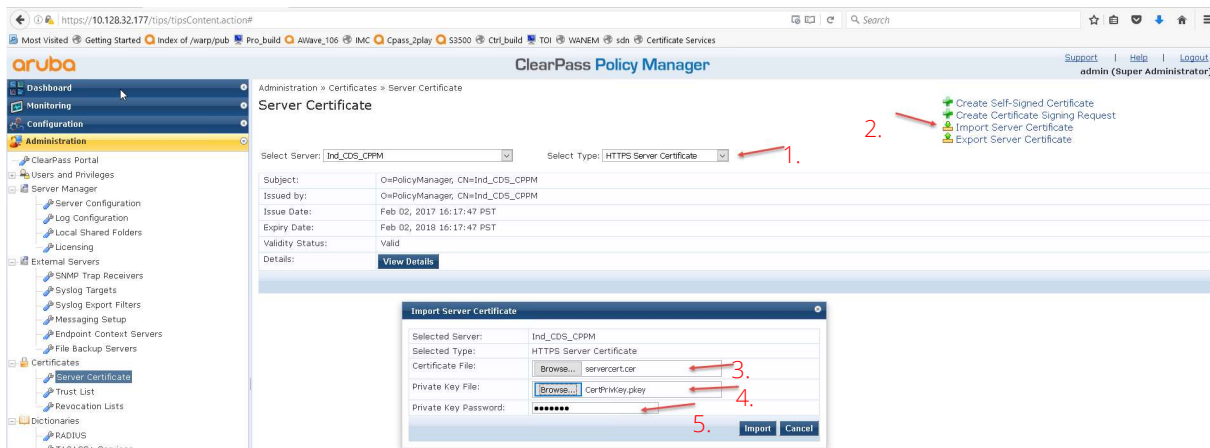 https://10.128.32.177/tips/tipsContent.action#
Search
Most Visited Getting Started Index of /warp/pub Pro_build AWave_106 IMC Cpass_2play S3500 Ctrl_build TOI WANEM sdn Certificate Services
aruba
ClearPass Policy Manager
Support | Help | Logout
admin (Super Administrator)
Dashboard
Monitoring
Configuration
Administration
ClearPass Portal
Users and Privileges
Server Manager
Server Configuration
Log Configuration
Local Shared Folders
Licensing
External Servers
SNMP Trap Receivers
Syslog Targets
Syslog Export Filters
Messaging Setup
Endpoint Context Servers
File Backup Servers
Certificates
Server Certificate
Trust List
Revocation Lists
Dictionaries
RADIUS
Administration » Certificates » Server Certificate
Server Certificate
Create Self-Signed Certificate
Create Certificate Signing Request
2.
Import Server Certificate
Export Server Certificate
Select Server: Ind_CDS_CPPM
Select Type: HTTPS Server Certificate
1.
Subject: O=PolicyManager, CN=Ind_CDS_CPPM
Issued by: O=PolicyManager, CN=Ind_CDS_CPPM
Issue Date: Feb 02, 2017 16:17:47 PST
Expiry Date: Feb 02, 2018 16:17:47 PST
Validity Status: Valid
Details: View Details
Import Server Certificate
Selected Server: Ind_CDS_CPPM
Selected Type: HTTPS Server Certificate
Certificate File: Browse... servercert.cer
3.
Private Key File: Browse... CertPrivKey.pkey
4.
Private Key Password: •••••••
5.
Import Cancel